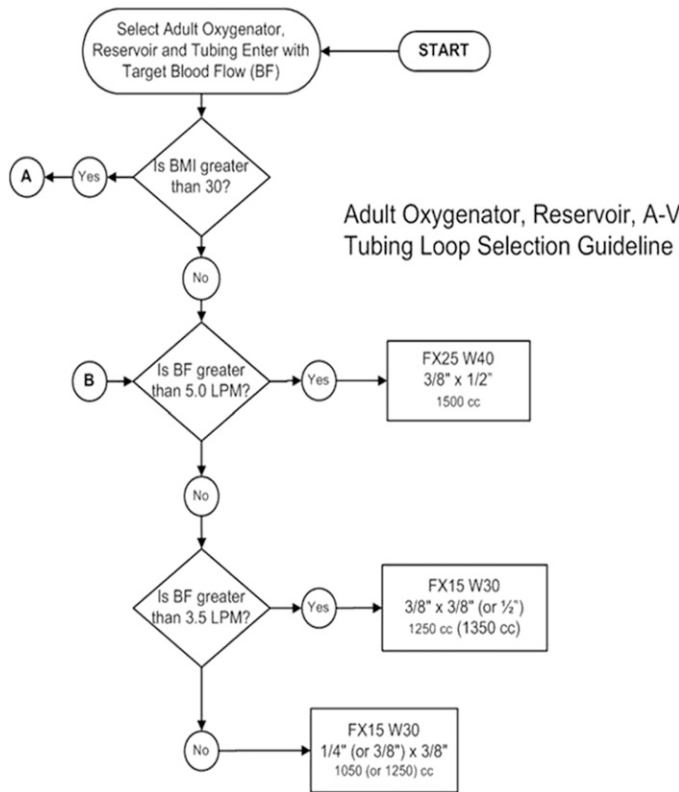 Select Adult Oxygenator,
Reservoir and Tubing Enter with
Target Blood Flow (BF)
START
Is BMI greater
than 30?
Yes
A
Adult Oxygenator, Reservoir, A-V
Tubing Loop Selection Guideline
No
B
Is BF greater
than 5.0 LPM?
Yes
FX25 W40
3/8" x 1/2"
1500 cc
No
Is BF greater
than 3.5 LPM?
Yes
FX15 W30
3/8" x 3/8" (or ½")
1250 cc (1350 cc)
No
FX15 W30
1/4" (or 3/8") x 3/8"
1050 (or 1250) cc